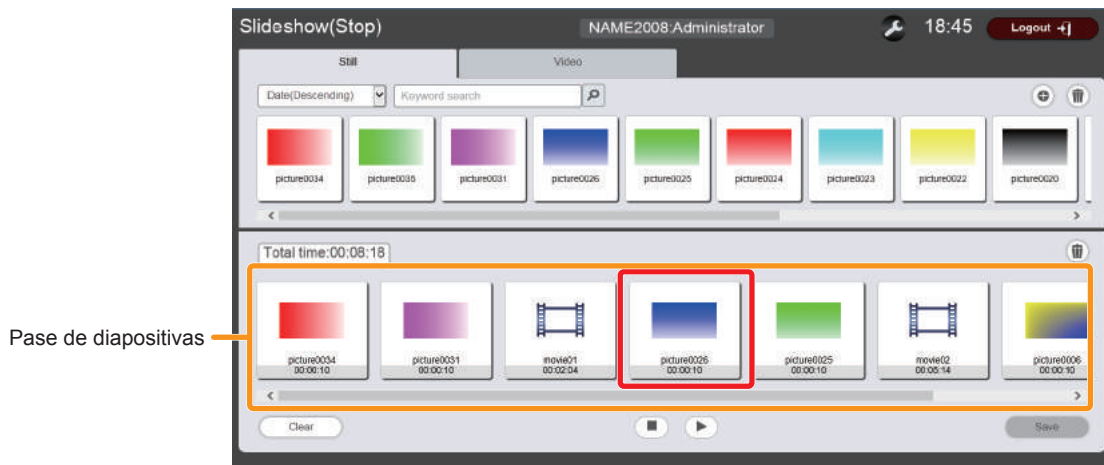 Slideshow(Stop) NAME2008:Administrator 18:45 Logout
Still Video
Date(Descending) Keyword search
picture0034 picture0035 picture0031 picture0026 picture0025 picture0024 picture0023 picture0022 picture0020
Total time:00:08:18
Pase de diapositivas
picture0034 picture0031 movie01 picture0026 picture0025 movie02 picture0006
00:00:10 00:00:10 00:02:04 00:00:10 00:00:10 00:05:14 00:00:10
Clear Save